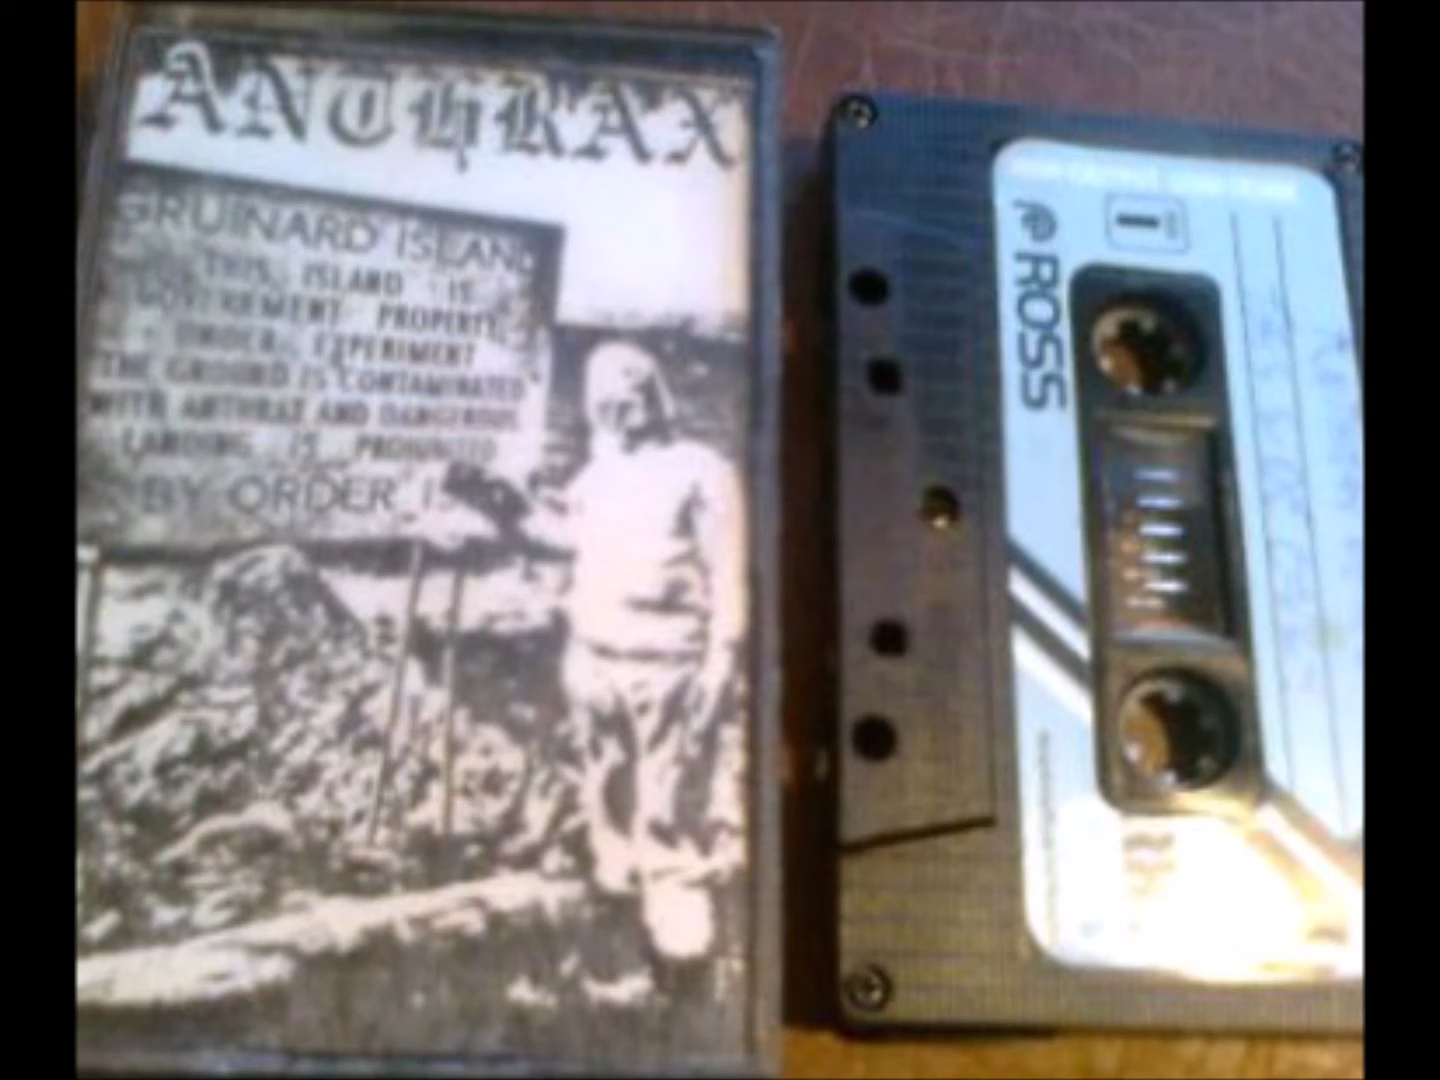 ANTHRAX
GRUINARD ISLAND
THIS ISLAND IS
GOVERNMENT PROPERTY
UNDER EXPERIMENT
THE GROUND IS CONTAMINATED
WITH ANTHRAX AND DANGEROUS
LANDING IS PROHIBITED
BY ORDER
I
ROSS